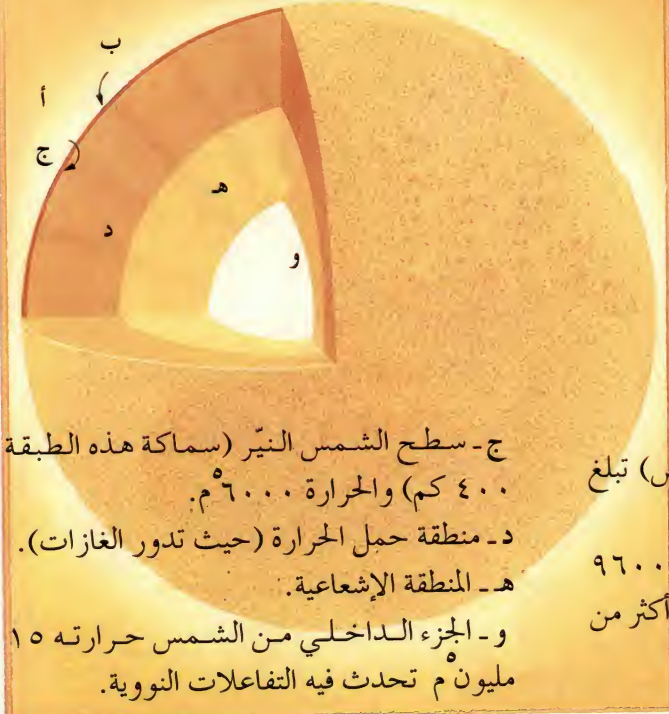 ب
أ
ج
هـ
د
و
ج - سطح الشمس النيّر (سماكة هذه الطبقة
٤٠٠ كم) والحرارة ٦٠٠٠°م.
د - منطقة حمل الحرارة (حيث تدور الغازات).
هـ - المنطقة الإشعاعية.
و - الجزء الداخلي من الشمس حرارته ١٥
مليون°م تحدث فيه التفاعلات النووية.
تبلغ
أكثر من